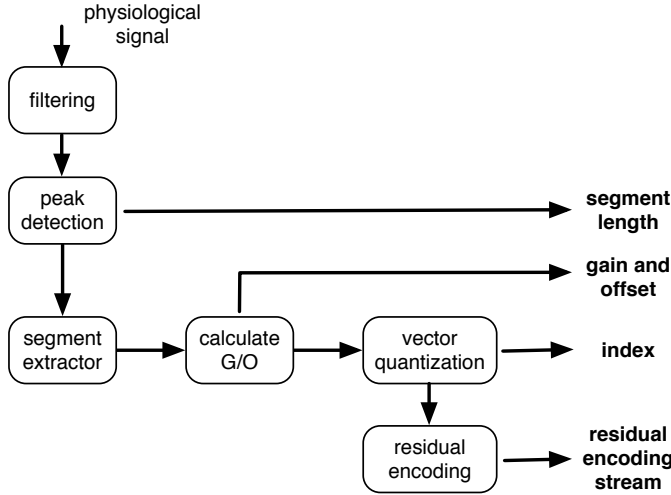 physiological
signal
filtering
peak
detection
segment
length
gain and
offset
segment
extractor
calculate
G/O
vector
quantization
index
residual
encoding
residual
encoding
stream